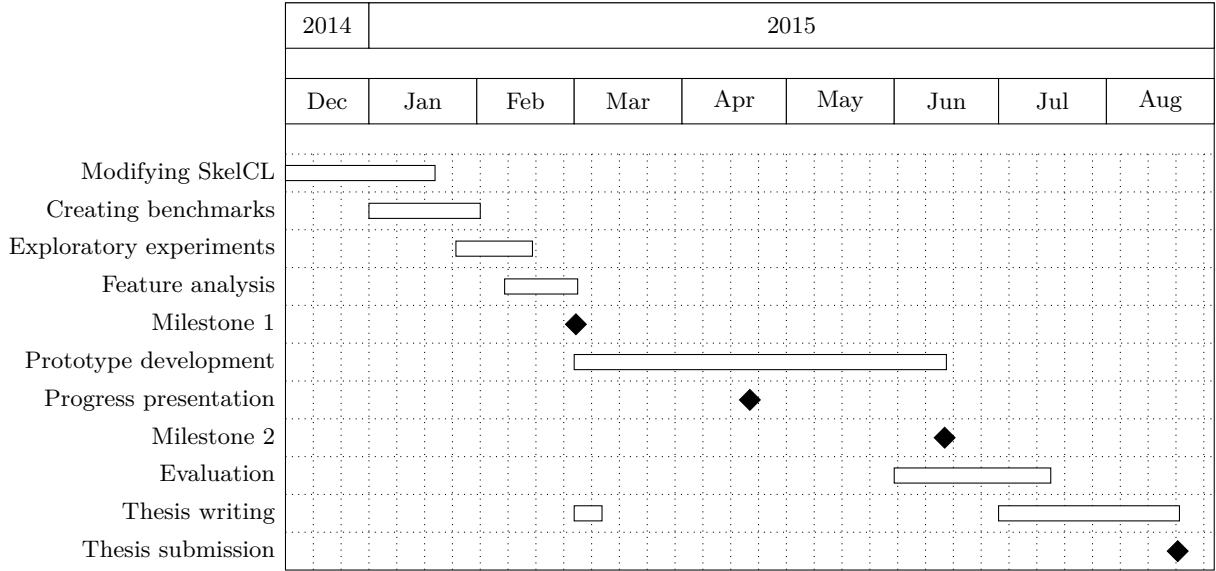 2014 2015
Dec Jan Feb Mar Apr May Jun Jul Aug
Modifying SkelCL
Creating benchmarks
Exploratory experiments
Feature analysis
Milestone 1
Prototype development
Progress presentation
Milestone 2
Evaluation
Thesis writing
Thesis submission